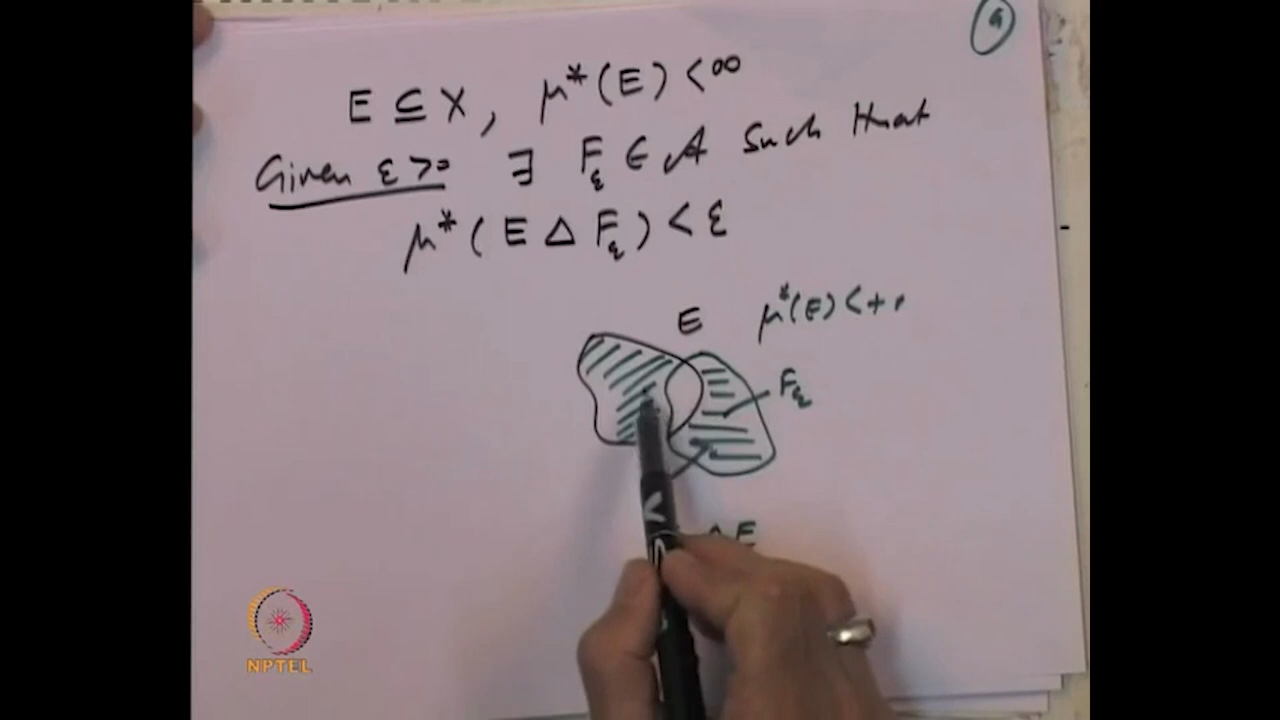 9
E ⊆ X, μ*(E) < ∞
Given ε > 0 ∃ F_ε ∈ 𝒜 such that
μ*(E △ F_ε) < ε
E μ*(E) < +
F_ε
△ F
NPTEL